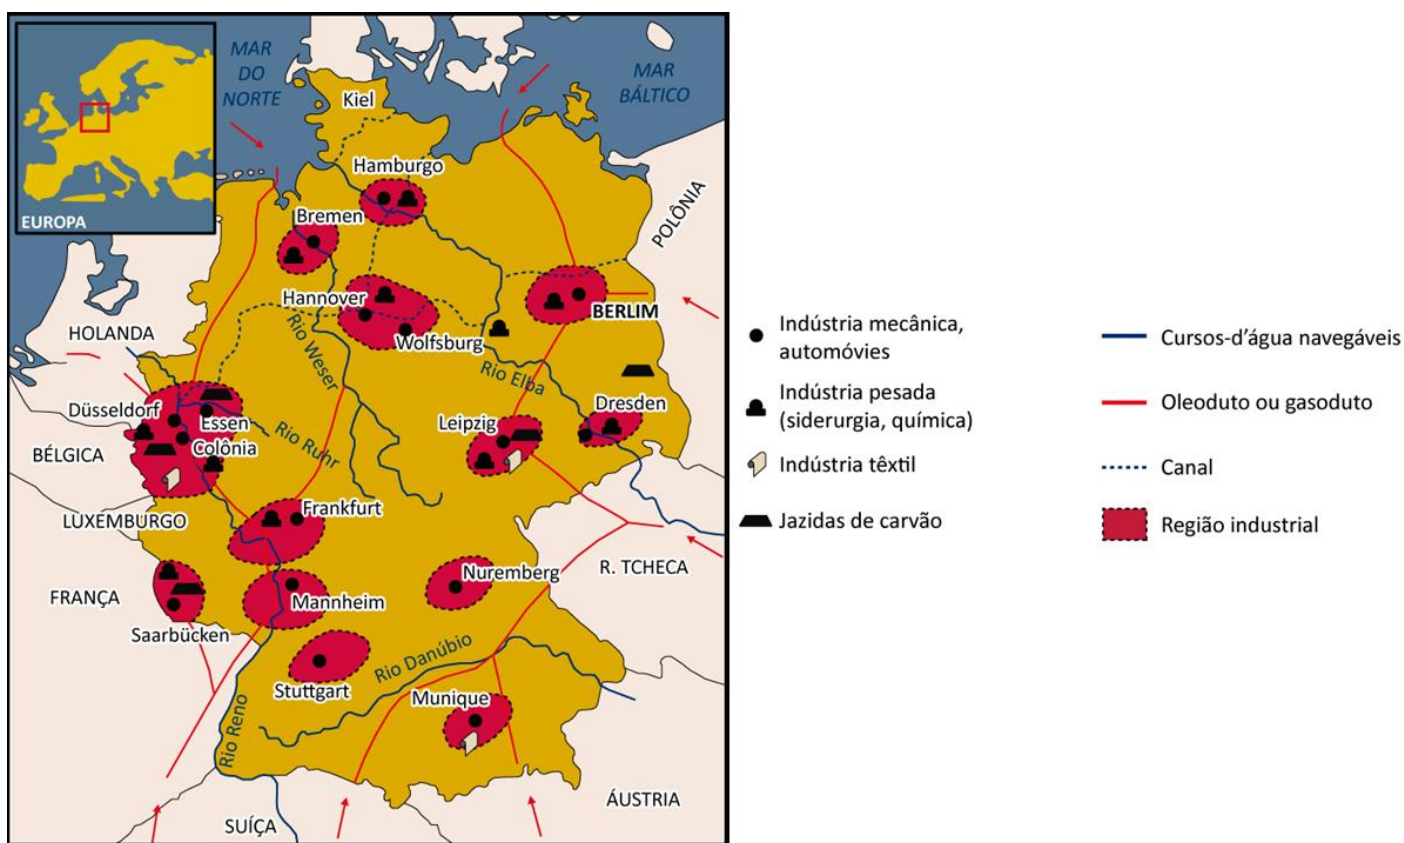 MAR
DO
NORTE
MAR
BÁLTICO
EUROPA
Kiel
Hamburgo
Bremen
POLÔNIA
Hannover
Wolfsburg
BERLIM
HOLANDA
Rio Weser
Rio Elba
Düsseldorf
Essen
Colônia
Rio Ruhr
Leipzig
Dresden
BÉLGICA
LUXEMBURGO
Frankfurt
R. TCHECA
FRANÇA
Nuremberg
Mannheim
Saarbücken
Stuttgart
Rio Danúbio
Munique
Rio Reno
ÁUSTRIA
SUÍÇA
Indústria mecânica,
automóvies
Indústria pesada
(siderurgia, química)
Indústria têxtil
Jazidas de carvão
Cursos-d'água navegáveis
Oleoduto ou gasoduto
Canal
Região industrial